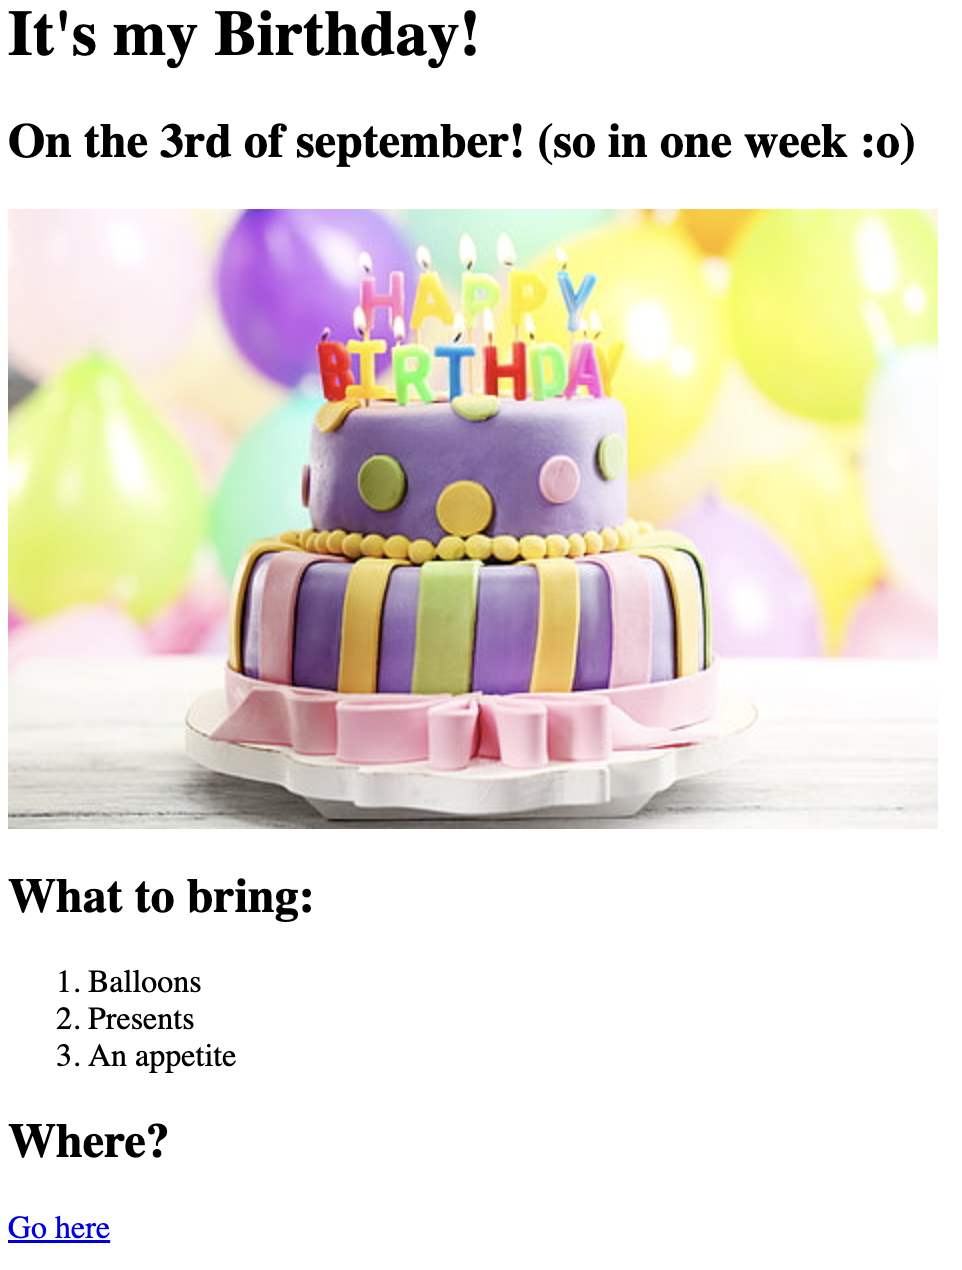 It's my Birthday!
On the 3rd of september! (so in one week :o)
HAPPY
BIRTHDAY
What to bring:
1. Balloons
2. Presents
3. An appetite
Where?
Go here